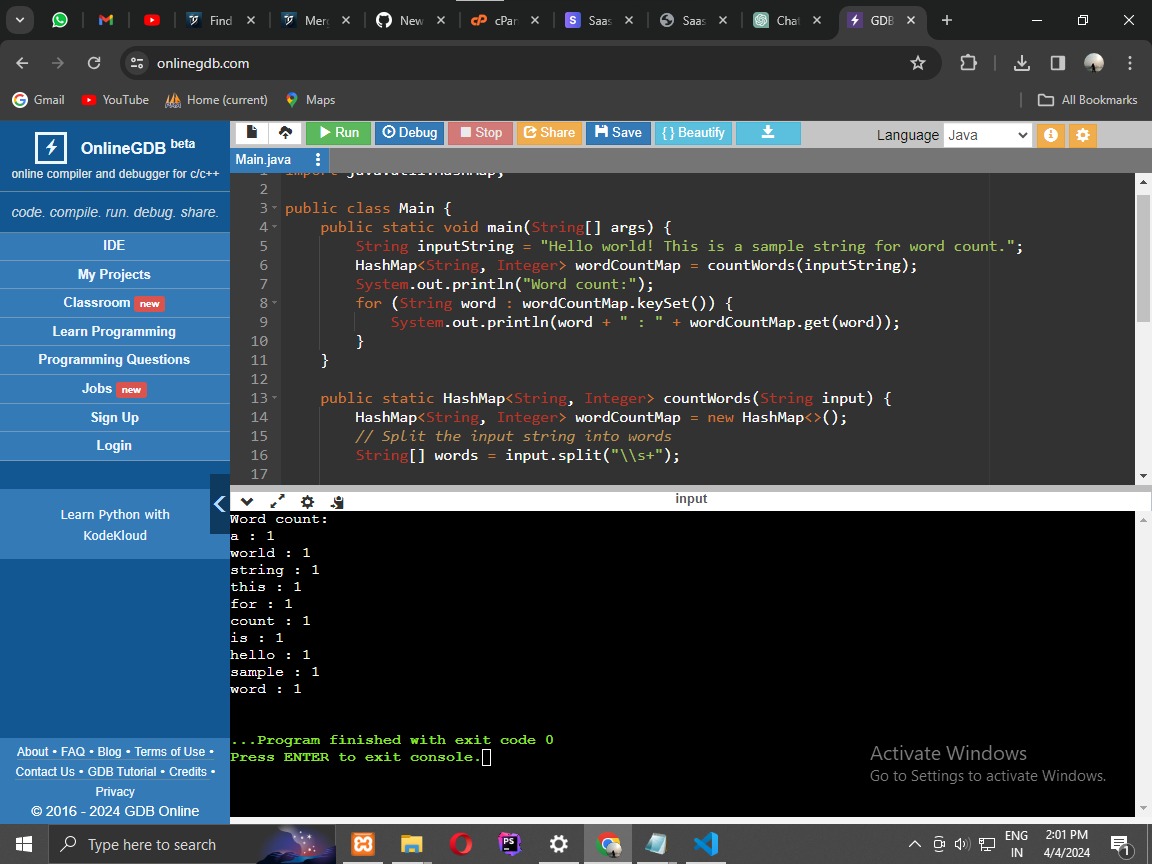 Find
Merc
New
cPan
Saas
Saas
Chat
GDB
onlinegdb.com
Gmail
YouTube
Home (current)
Maps
All Bookmarks
OnlineGDB beta
online compiler and debugger for c/c++
code. compile. run. debug. share.
IDE
My Projects
Classroom new
Learn Programming
Programming Questions
Jobs new
Sign Up
Login
Learn Python with
KodeKloud
About • FAQ • Blog • Terms of Use •
Contact Us • GDB Tutorial • Credits •
Privacy
© 2016 - 2024 GDB Online
Run
Debug
Stop
Share
Save
{ } Beautify
Language Java
Main.java
1 import java.util.HashMap;
2
3 public class Main {
4 public static void main(String[] args) {
5 String inputString = "Hello world! This is a sample string for word count.";
6 HashMap<String, Integer> wordCountMap = countWords(inputString);
7 System.out.println("Word count:");
8 for (String word : wordCountMap.keySet()) {
9 System.out.println(word + " : " + wordCountMap.get(word));
10 }
11 }
12
13 public static HashMap<String, Integer> countWords(String input) {
14 HashMap<String, Integer> wordCountMap = new HashMap<>();
15 // Split the input string into words
16 String[] words = input.split("\\s+");
17
input
Word count:
a : 1
world : 1
string : 1
this : 1
for : 1
count : 1
is : 1
hello : 1
sample : 1
word : 1
...Program finished with exit code 0
Press ENTER to exit console.
Activate Windows
Go to Settings to activate Windows.
Type here to search
PS
ENG
IN
2:01 PM
4/4/2024
1